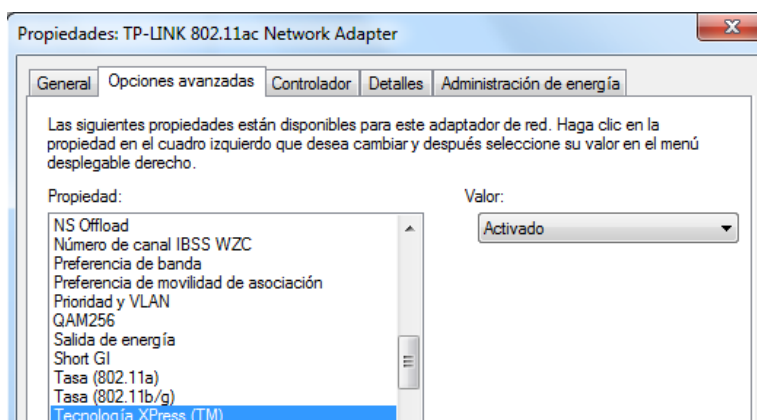 Propiedades: TP-LINK 802.11ac Network Adapter
General
Opciones avanzadas
Controlador
Detalles
Administración de energía
Las siguientes propiedades están disponibles para este adaptador de red. Haga clic en la
propiedad en el cuadro izquierdo que desea cambiar y después seleccione su valor en el menú
desplegable derecho.
Propiedad:
Valor:
NS Offload
Activado
Número de canal IBSS WZC
Preferencia de banda
Preferencia de movilidad de asociación
Prioridad y VLAN
QAM256
Salida de energía
Short GI
Tasa (802.11a)
Tasa (802.11b/g)
Tecnología XPress (TM)